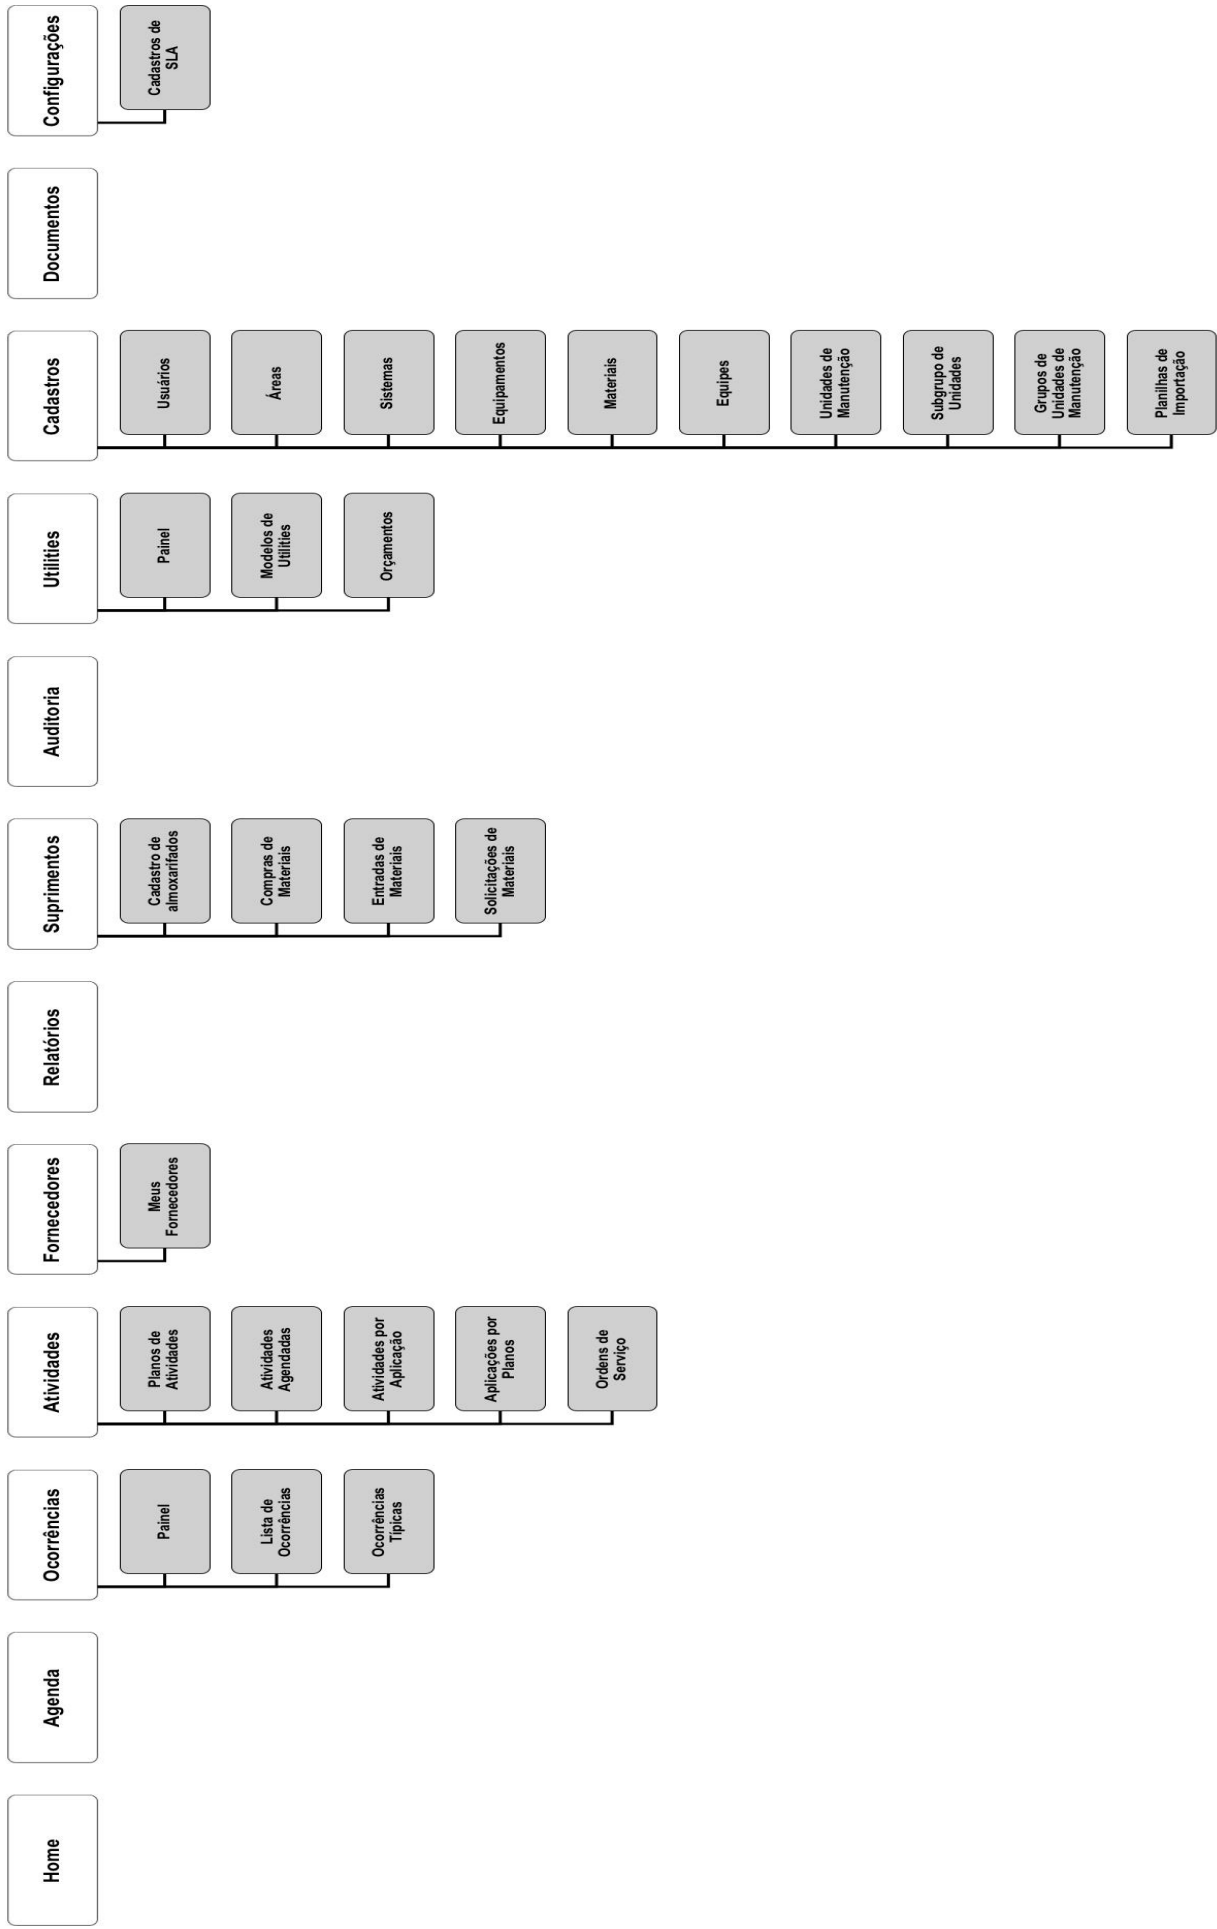 Home
Agenda
Ocorrências
Painel
Lista de
Ocorrências
Ocorrências
Típicas
Atividades
Planos de
Atividades
Atividades
Agendadas
Atividades por
Aplicação
Aplicações por
Planos
Ordens de
Serviço
Fornecedores
Meus
Fornecedores
Relatórios
Suprimentos
Cadastro de
almoxarifados
Compras de
Materiais
Entradas de
Materiais
Solicitações de
Materiais
Auditoria
Utilities
Painel
Modelos de
Utilities
Orçamentos
Cadastros
Usuários
Áreas
Sistemas
Equipamentos
Materiais
Equipes
Unidades de
Manutenção
Subgrupo de
Unidades
Grupos de
Unidades de
Manutenção
Planilhas de
Importação
Documentos
Configurações
Cadastros de
SLA